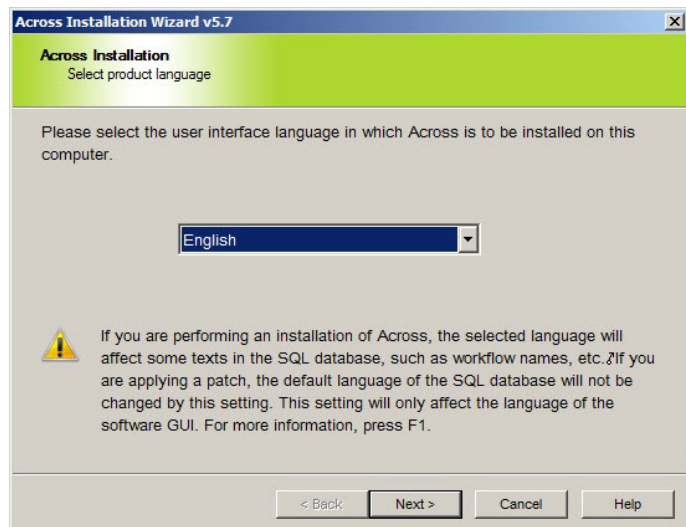 Across Installation Wizard v5.7
Across Installation
Select product language
Please select the user interface language in which Across is to be installed on this
computer.
English
If you are performing an installation of Across, the selected language will
affect some texts in the SQL database, such as workflow names, etc.♪If you
are applying a patch, the default language of the SQL database will not be
changed by this setting. This setting will only affect the language of the
software GUI. For more information, press F1.
< Back
Next >
Cancel
Help